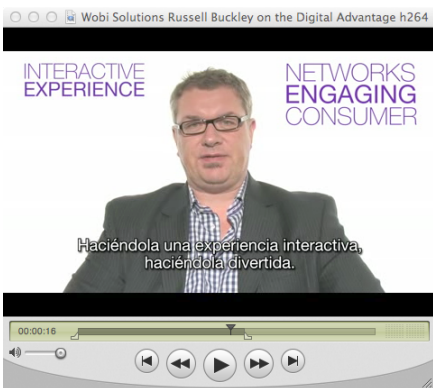 Wobi Solutions Russell Buckley on the Digital Advantage h264
INTERACTIVE
EXPERIENCE
NETWORKS
ENGAGING
CONSUMER
Haciéndola una experiencia interactiva,
haciéndola divertida.
00:00:16